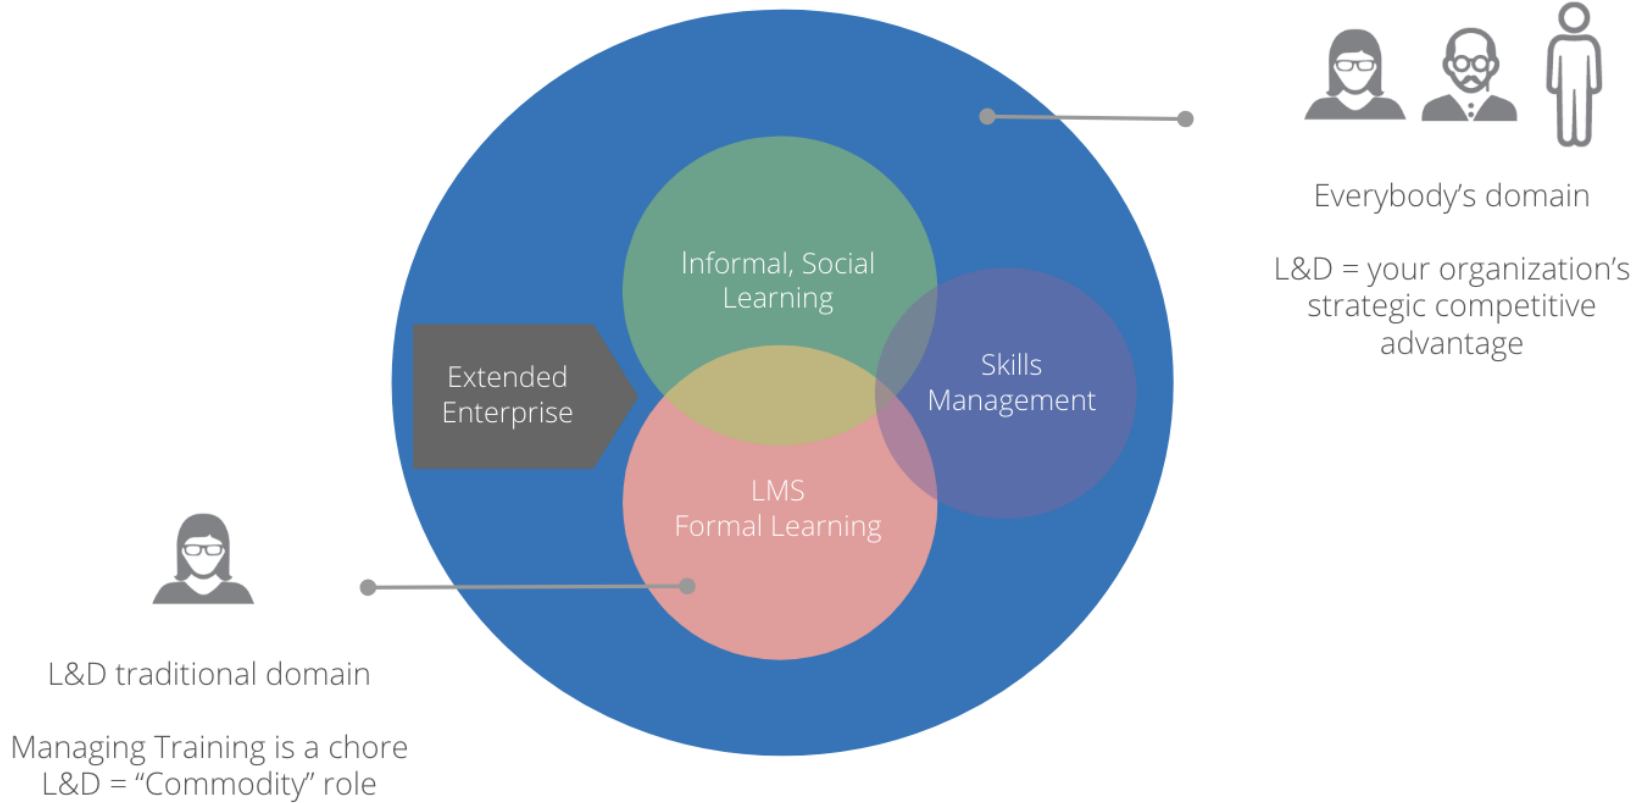 Everybody’s domain
L&D = your organization’s
strategic competitive
advantage
Informal, Social
Learning
Skills
Management
Extended
Enterprise
LMS
Formal Learning
L&D traditional domain
Managing Training is a chore
L&D = “Commodity” role